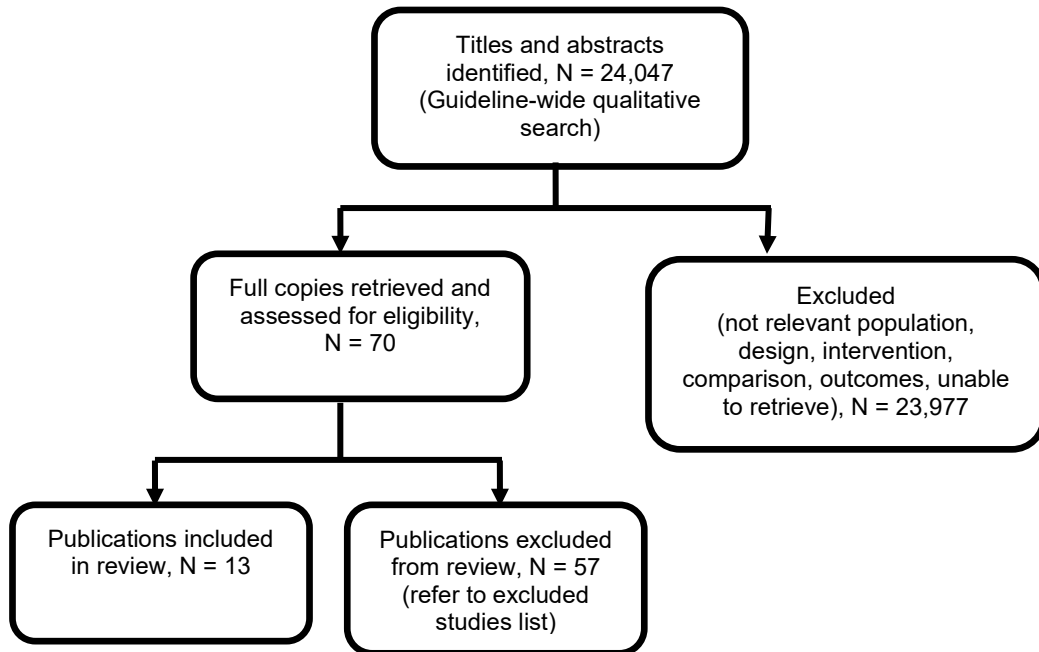 Titles and abstracts
identified, N = 24,047
(Guideline-wide qualitative
search)
Full copies retrieved and
assessed for eligibility,
N = 70
Excluded
(not relevant population,
design, intervention,
comparison, outcomes, unable
to retrieve), N = 23,977
Publications included
in review, N = 13
Publications excluded
from review, N = 57
(refer to excluded
studies list)